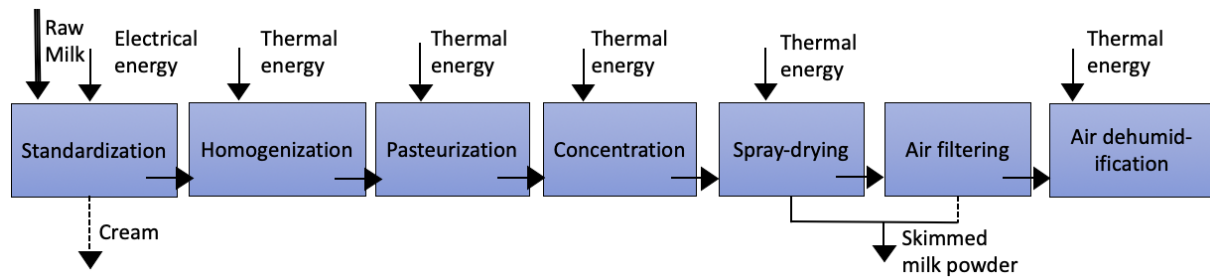 Raw
Milk
Electrical
energy
Thermal
energy
Thermal
energy
Thermal
energy
Thermal
energy
Thermal
energy
Standardization
Homogenization
Pasteurization
Concentration
Spray-drying
Air filtering
Air dehumid-
ification
Cream
Skimmed
milk powder